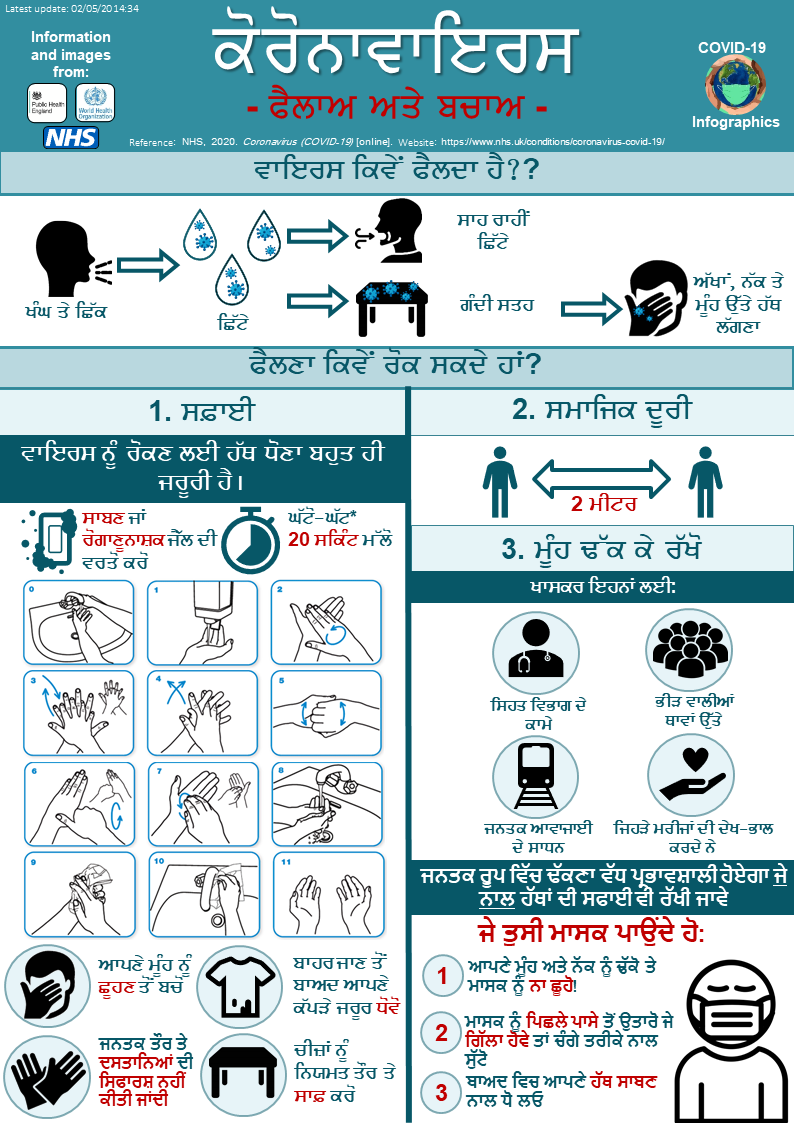 Latest update: 02/05/2014:34
Information
and images
from:
Public Health
England
World Health
Organization
NHS
ਕੋਰੋਨਾਵਾਇਰਸ
- ਫੈਲਾਅ ਅਤੇ ਬਚਾਅ -
COVID-19
Infographics
Reference: NHS, 2020. Coronavirus (COVID-19) [online]. Website: https://www.nhs.uk/conditions/coronavirus-covid-19/
ਵਾਇਰਸ ਕਿਵੇਂ ਫੈਲਦਾ ਹੈ??
ਖੰਘ ਤੇ ਛਿੱਕ
ਛਿੱਟੇ
ਸਾਹ ਰਾਹੀਂ
ਛਿੱਟੇ
ਗੰਦੀ ਸਤਹ
ਅੱਖਾਂ, ਨੱਕ ਤੇ
ਮੂੰਹ ਉੱਤੇ ਹੱਥ
ਲੱਗਣਾ
ਫੈਲਣਾ ਕਿਵੇਂ ਰੋਕ ਸਕਦੇ ਹਾਂ?
1. ਸਫ਼ਾਈ
ਵਾਇਰਸ ਨੂੰ ਰੋਕਣ ਲਈ ਹੱਥ ਧੋਣਾ ਬਹੁਤ ਹੀ
ਜਰੂਰੀ ਹੈ।
ਸਾਬਣ ਜਾਂ
ਰੋਗਾਣੂਨਾਸ਼ਕ ਜੈੱਲ ਦੀ
ਵਰਤੋ ਕਰੋ
ਘੱਟੋ-ਘੱਟ*
20 ਸਕਿੰਟ ਮੱਲੋ
0
1
2
3
4
5
6
7
8
9
10
11
ਆਪਣੇ ਮੂੰਹ ਨੂੰ
ਛੂਹਣ ਤੋਂ ਬਚੋ
ਬਾਹਰ ਜਾਣ ਤੋਂ
ਬਾਅਦ ਆਪਣੇ
ਕੱਪੜੇ ਜਰੂਰ ਧੋਵੋ
ਜਨਤਕ ਤੌਰ ਤੇ
ਦਸਤਾਨਿਆਂ ਦੀ
ਸਿਫਾਰਸ਼ ਨਹੀਂ
ਕੀਤੀ ਜਾਂਦੀ
ਚੀਜ਼ਾਂ ਨੂੰ
ਨਿਯਮਤ ਤੌਰ ਤੇ
ਸਾਫ਼ ਕਰੋ
2. ਸਮਾਜਿਕ ਦੂਰੀ
2 ਮੀਟਰ
3. ਮੂੰਹ ਢੱਕ ਕੇ ਰੱਖੋ
ਖਾਸਕਰ ਇਹਨਾਂ ਲਈ:
ਸਿਹਤ ਵਿਭਾਗ ਦੇ
ਕਾਮੇ
ਭੀੜ ਵਾਲੀਆਂ
ਥਾਵਾਂ ਉੱਤੇ
ਜਨਤਕ ਆਵਾਜਾਈ
ਦੇ ਸਾਧਨ
ਜਿਹੜੇ ਮਰੀਜਾਂ ਦੀ ਦੇਖ-ਭਾਲ
ਕਰਦੇ ਨੇ
ਜਨਤਕ ਰੂਪ ਵਿੱਚ ਢੱਕਣਾ ਵੱਧ ਪ੍ਰਭਾਵਸ਼ਾਲੀ ਹੋਏਗਾ ਜੇ
ਨਾਲ ਹੱਥਾਂ ਦੀ ਸਫਾਈ ਵੀ ਰੱਖੀ ਜਾਵੇ
ਜੇ ਤੁਸੀ ਮਾਸਕ ਪਾਉਂਦੇ ਹੋ:
1 ਆਪਣੇ ਮੂੰਹ ਅਤੇ ਨੱਕ ਨੂੰ ਢੱਕੋ ਤੇ
ਮਾਸਕ ਨੂੰ ਨਾ ਛੂਹੋ!
2 ਮਾਸਕ ਨੂੰ ਪਿਛਲੇ ਪਾਸੇ ਤੋਂ ਉਤਾਰੋ ਜੇ
ਗਿੱਲਾ ਹੋਵੇ ਤਾਂ ਚੰਗੇ ਤਰੀਕੇ ਨਾਲ
ਸੁੱਟੋ
3 ਬਾਅਦ ਵਿਚ ਆਪਣੇ ਹੱਥ ਸਾਬਣ
ਨਾਲ ਧੋ ਲਓ